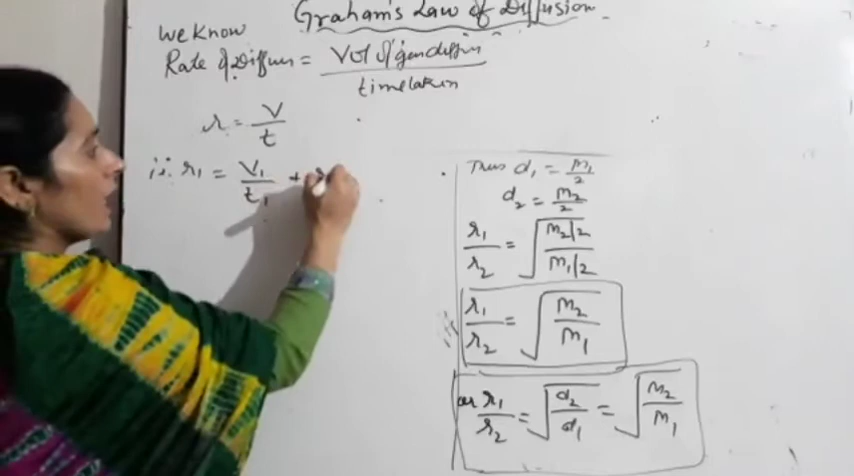 Graham's Law of Diffusion
We Know
Rate of Diffusn = Vol of gas diffusn / time taken
r = V / t
r₁ = V₁ / t₁ +
Thus d₁ = m₁ / 2
d₂ = m₂ / 2
r₁ / r₂ = √(m₂/2 / m₁/2)
r₁ / r₂ = √(m₂ / m₁)
or r₁ / r₂ = √(d₂ / d₁) = √(m₂ / m₁)